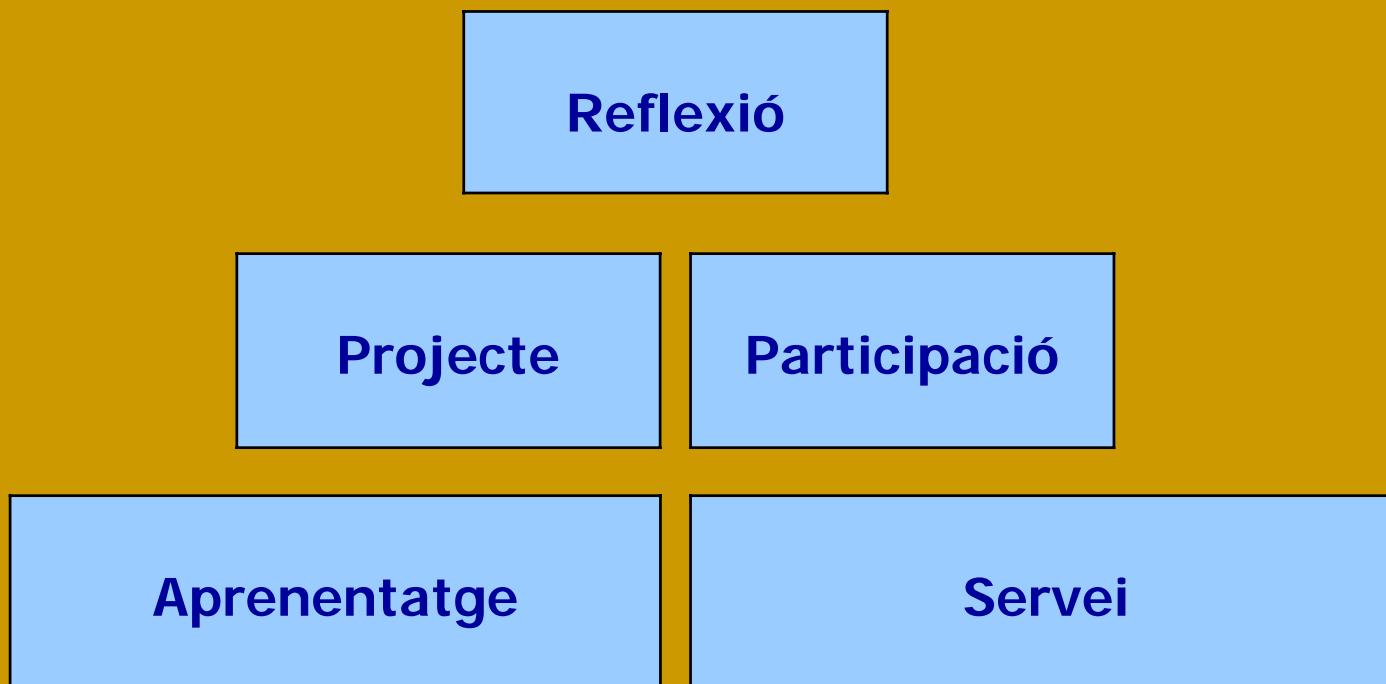 Reflexió
Projecte
Participació
Aprenentatge
Servei